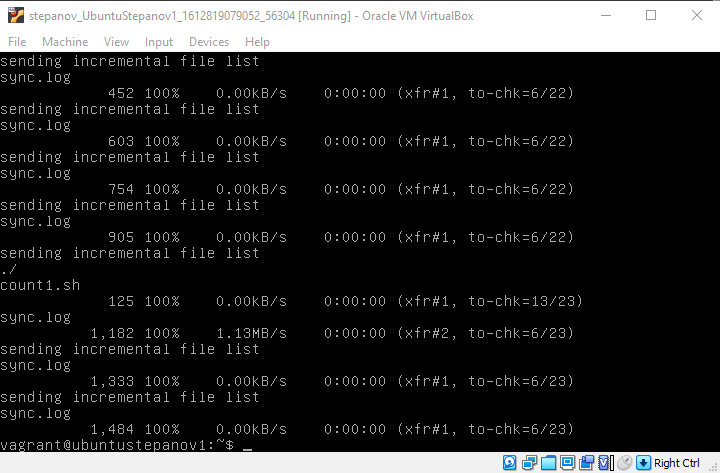 stepanov_UbuntuStepanov1_1612819079052_56304 [Running] - Oracle VM VirtualBox
File Machine View Input Devices Help
sending incremental file list
sync.log
452 100% 0.00kB/s 0:00:00 (xfr#1, to-chk=6/22)
sending incremental file list
sync.log
603 100% 0.00kB/s 0:00:00 (xfr#1, to-chk=6/22)
sending incremental file list
sync.log
754 100% 0.00kB/s 0:00:00 (xfr#1, to-chk=6/22)
sending incremental file list
sync.log
905 100% 0.00kB/s 0:00:00 (xfr#1, to-chk=6/22)
sending incremental file list
./
count1.sh
125 100% 0.00kB/s 0:00:00 (xfr#1, to-chk=13/23)
sync.log
1,182 100% 1.13MB/s 0:00:00 (xfr#2, to-chk=6/23)
sending incremental file list
sync.log
1,333 100% 0.00kB/s 0:00:00 (xfr#1, to-chk=6/23)
sending incremental file list
sync.log
1,484 100% 0.00kB/s 0:00:00 (xfr#1, to-chk=6/23)
vagrant@ubuntustepanov1:~$ _
Right Ctrl